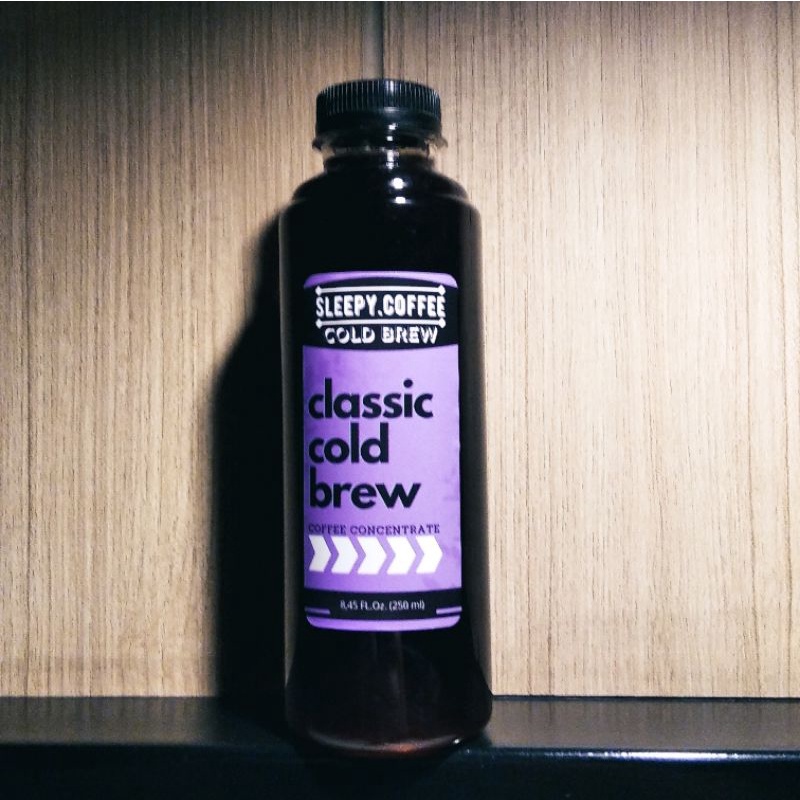 SLEEPY.COFFEE
COLD BREW
classic
cold
brew
COFFEE CONCENTRATE
8,45 FL.Oz. (250 ml)